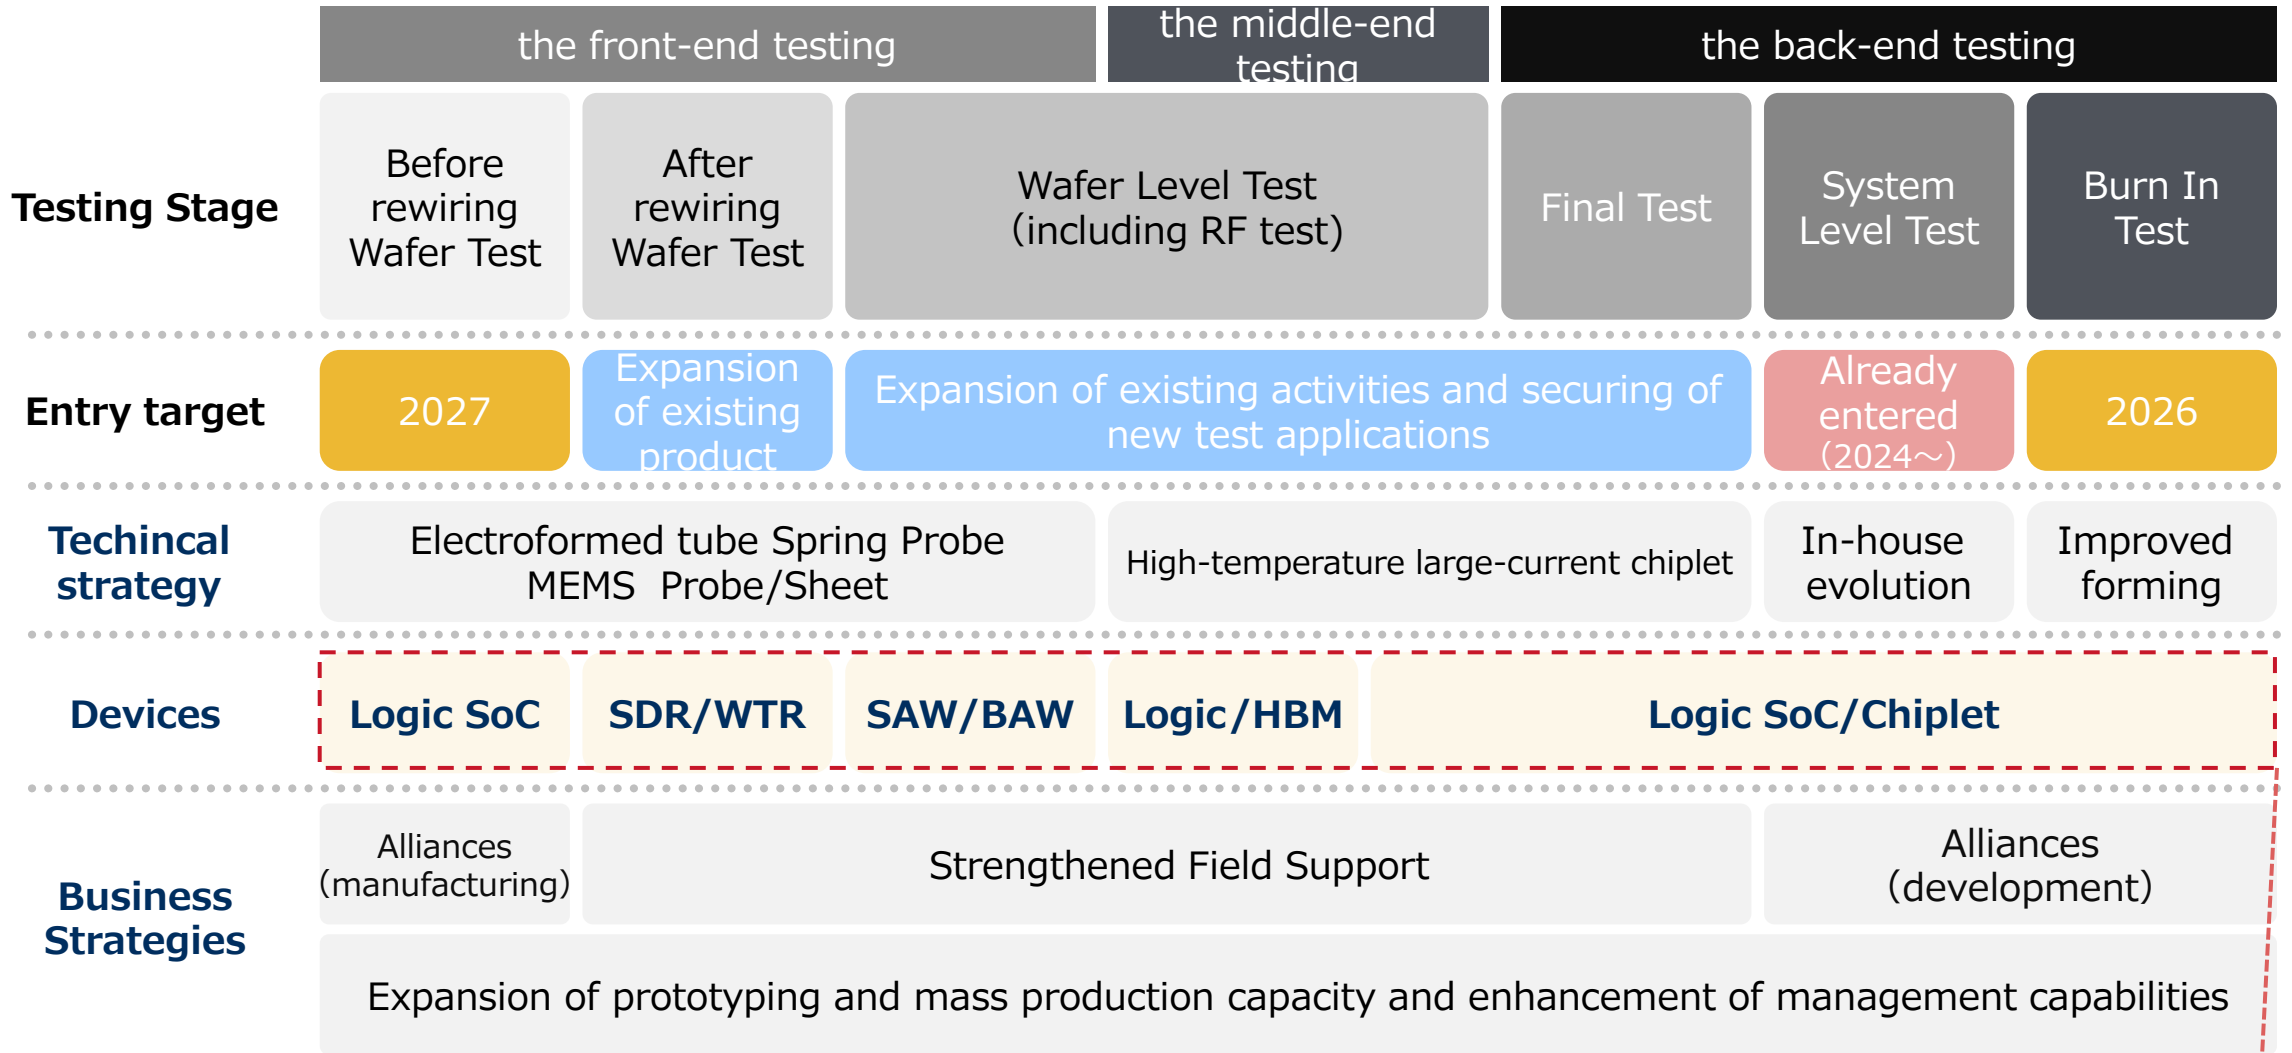 the front-end testing
the middle-end
testing
the back-end testing
Testing Stage
Before
rewiring
Wafer Test
After
rewiring
Wafer Test
Wafer Level Test
(including RF test)
Final Test
System
Level Test
Burn In
Test
Entry target
2027
Expansion
of existing
product
Expansion of existing activities and securing of
new test applications
Already
entered
(2024～)
2026
Techincal
strategy
Electroformed tube Spring Probe
MEMS  Probe/Sheet
High-temperature large-current chiplet
In-house
evolution
Improved
forming
Devices
Logic SoC
SDR/WTR
SAW/BAW
Logic/HBM
Logic SoC/Chiplet
Business
Strategies
Alliances
(manufacturing)
Strengthened Field Support
Alliances
(development)
Expansion of prototyping and mass production capacity and enhancement of management capabilities